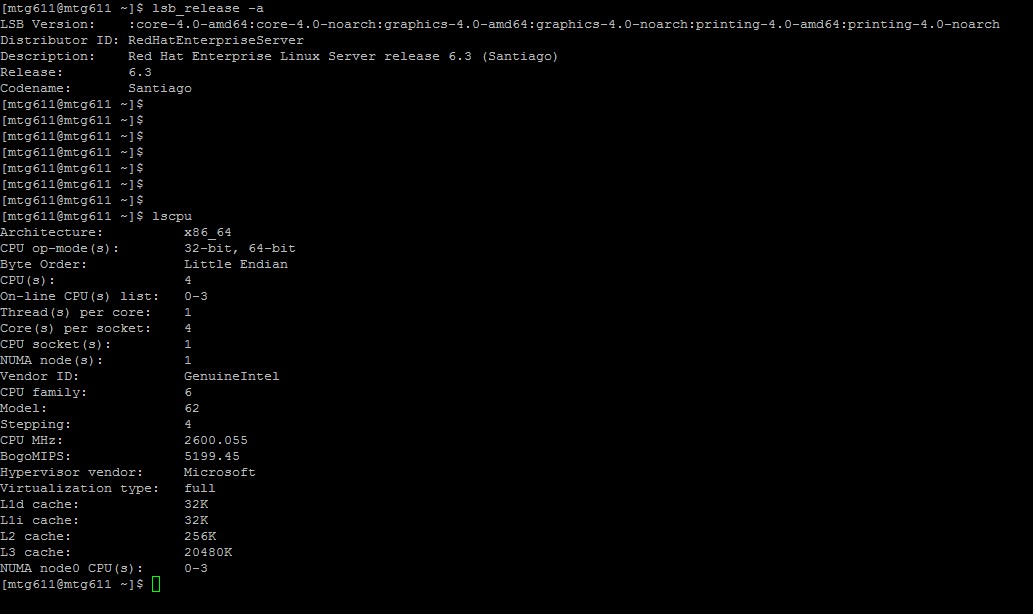 [mtg611@mtg611 ~]$ lsb_release -a
LSB Version:    :core-4.0-amd64:core-4.0-noarch:graphics-4.0-amd64:graphics-4.0-noarch:printing-4.0-amd64:printing-4.0-noarch
Distributor ID: RedHatEnterpriseServer
Description:    Red Hat Enterprise Linux Server release 6.3 (Santiago)
Release:        6.3
Codename:       Santiago
[mtg611@mtg611 ~]$
[mtg611@mtg611 ~]$
[mtg611@mtg611 ~]$
[mtg611@mtg611 ~]$
[mtg611@mtg611 ~]$
[mtg611@mtg611 ~]$
[mtg611@mtg611 ~]$
[mtg611@mtg611 ~]$ lscpu
Architecture:          x86_64
CPU op-mode(s):        32-bit, 64-bit
Byte Order:            Little Endian
CPU(s):                4
On-line CPU(s) list:   0-3
Thread(s) per core:    1
Core(s) per socket:    4
CPU socket(s):         1
NUMA node(s):          1
Vendor ID:             GenuineIntel
CPU family:            6
Model:                 62
Stepping:              4
CPU MHz:               2600.055
BogoMIPS:              5199.45
Hypervisor vendor:     Microsoft
Virtualization type:   full
L1d cache:             32K
L1i cache:             32K
L2 cache:              256K
L3 cache:              20480K
NUMA node0 CPU(s):     0-3
[mtg611@mtg611 ~]$